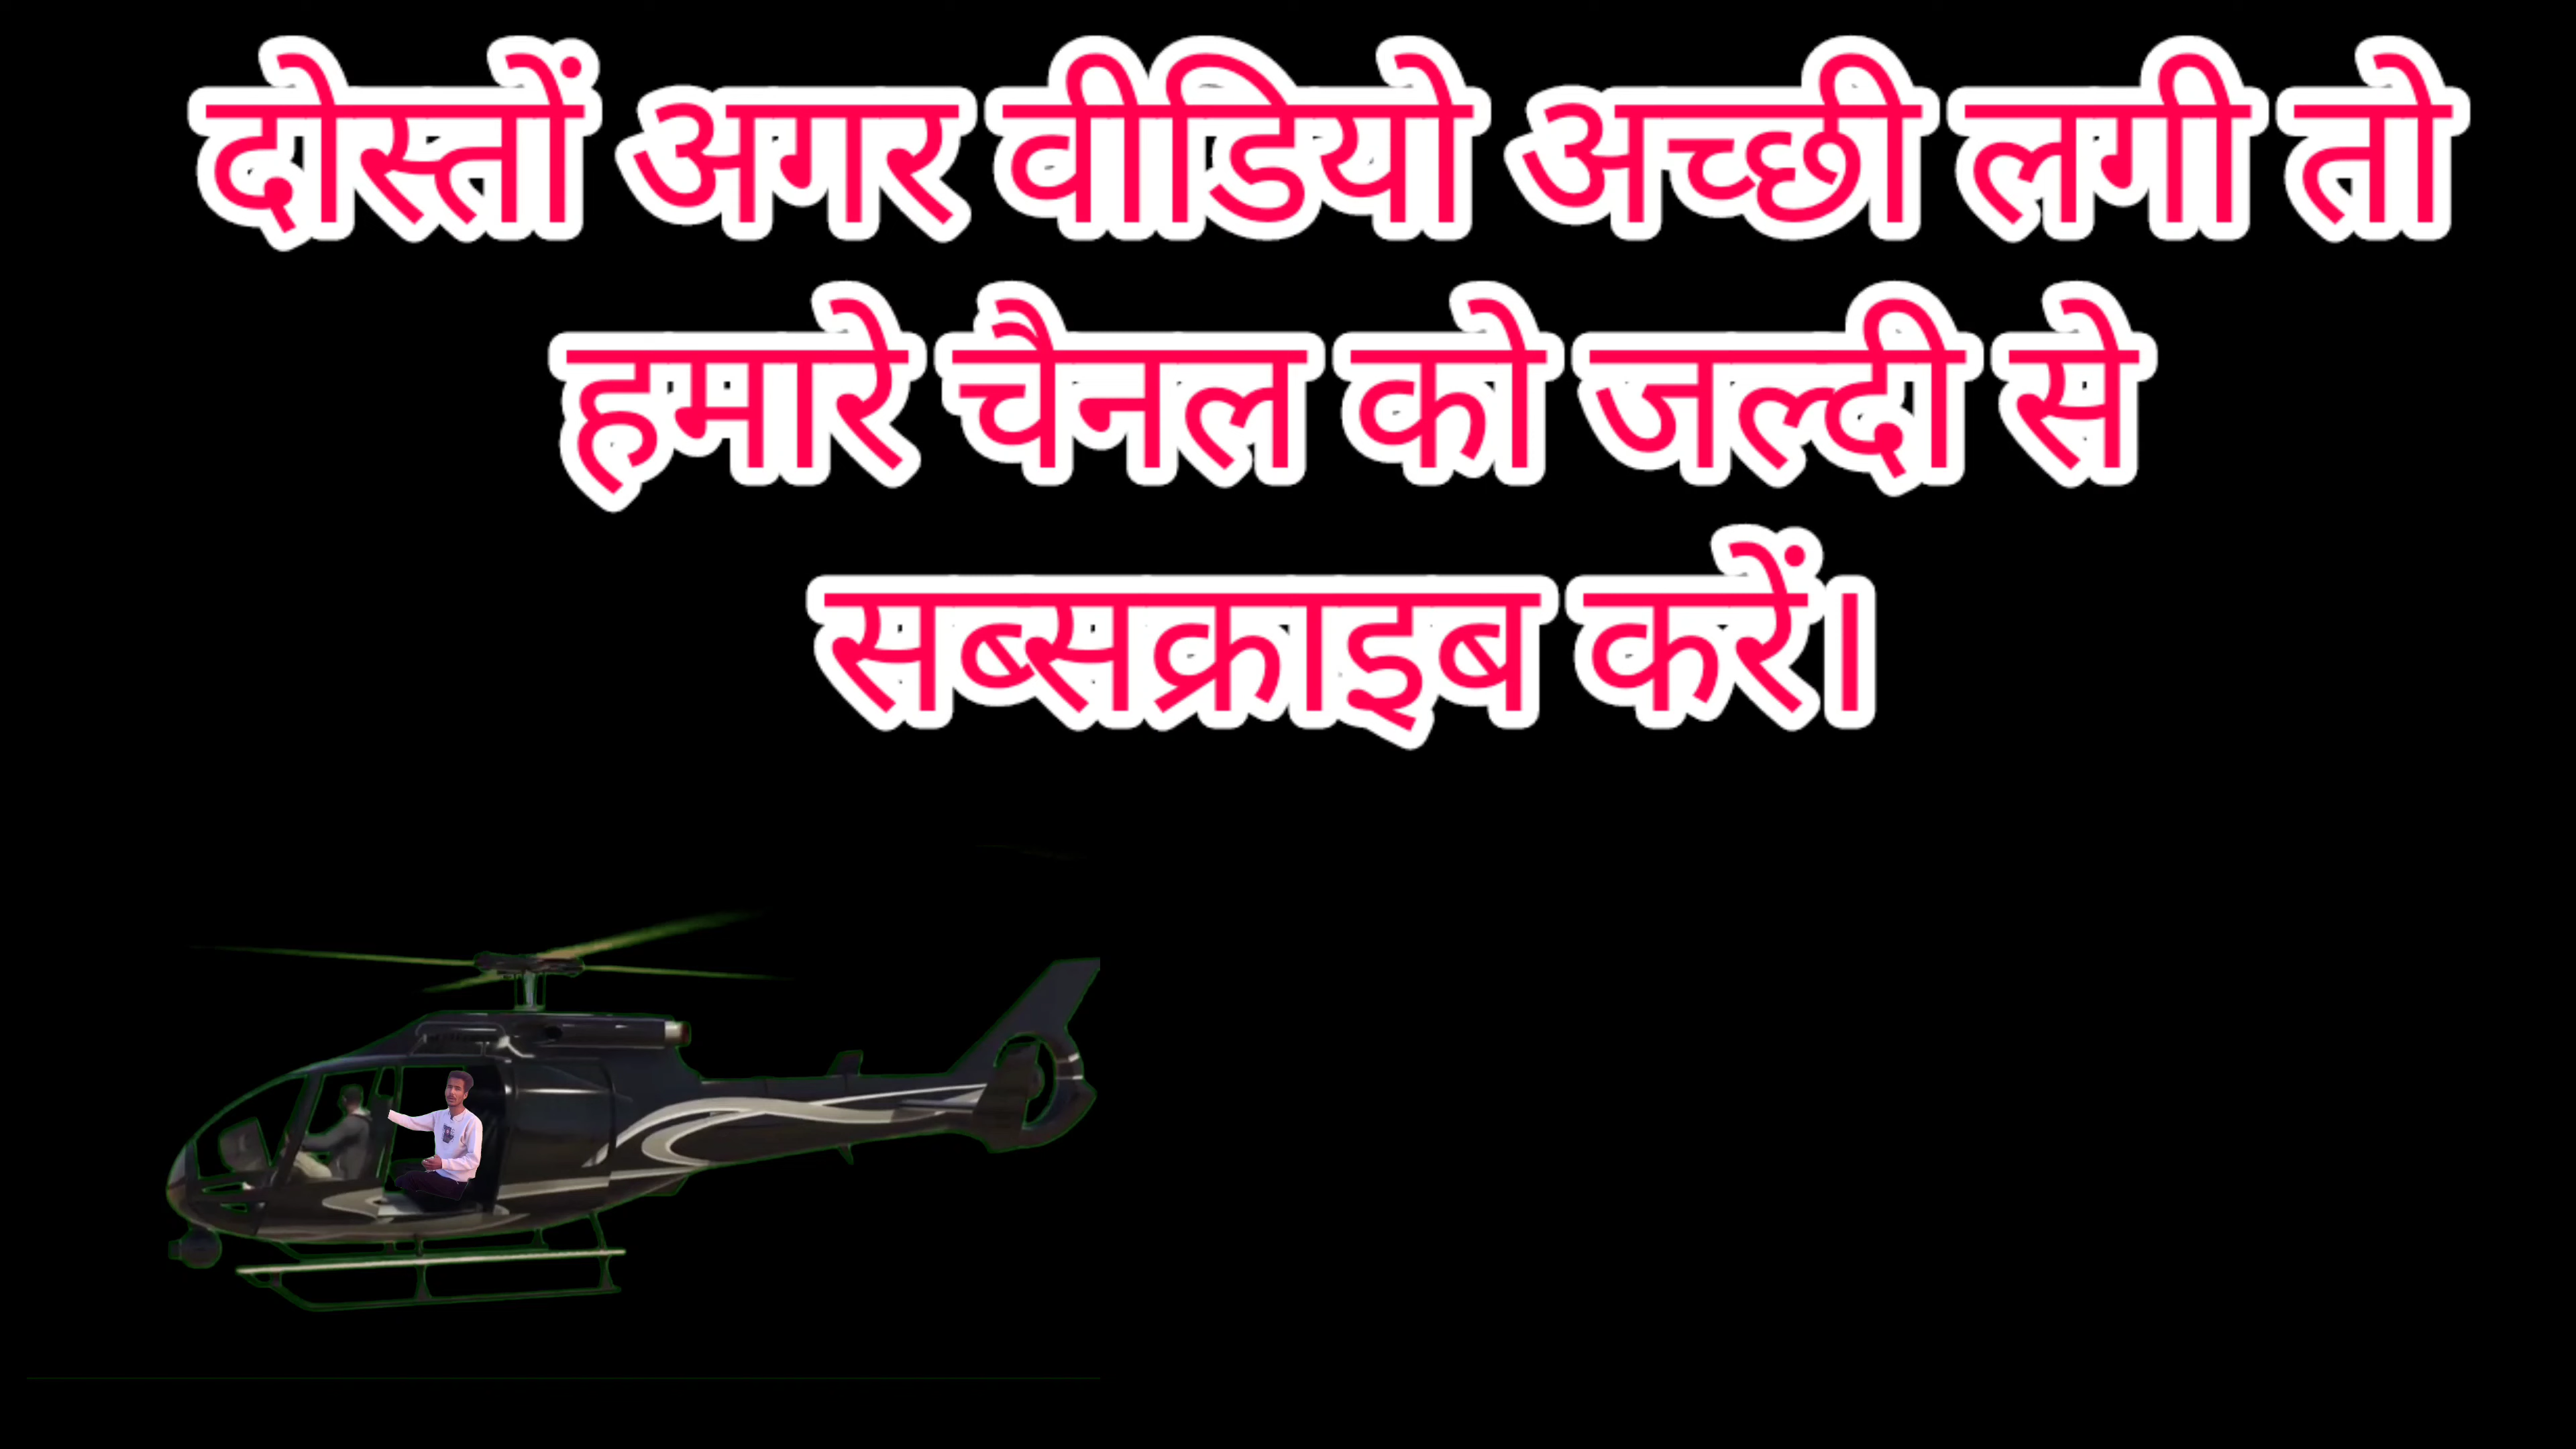 दोस्तों अगर वीडियो अच्छी लगी तो
हमारे चैनल को जल्दी से
सब्सक्राइब करें।